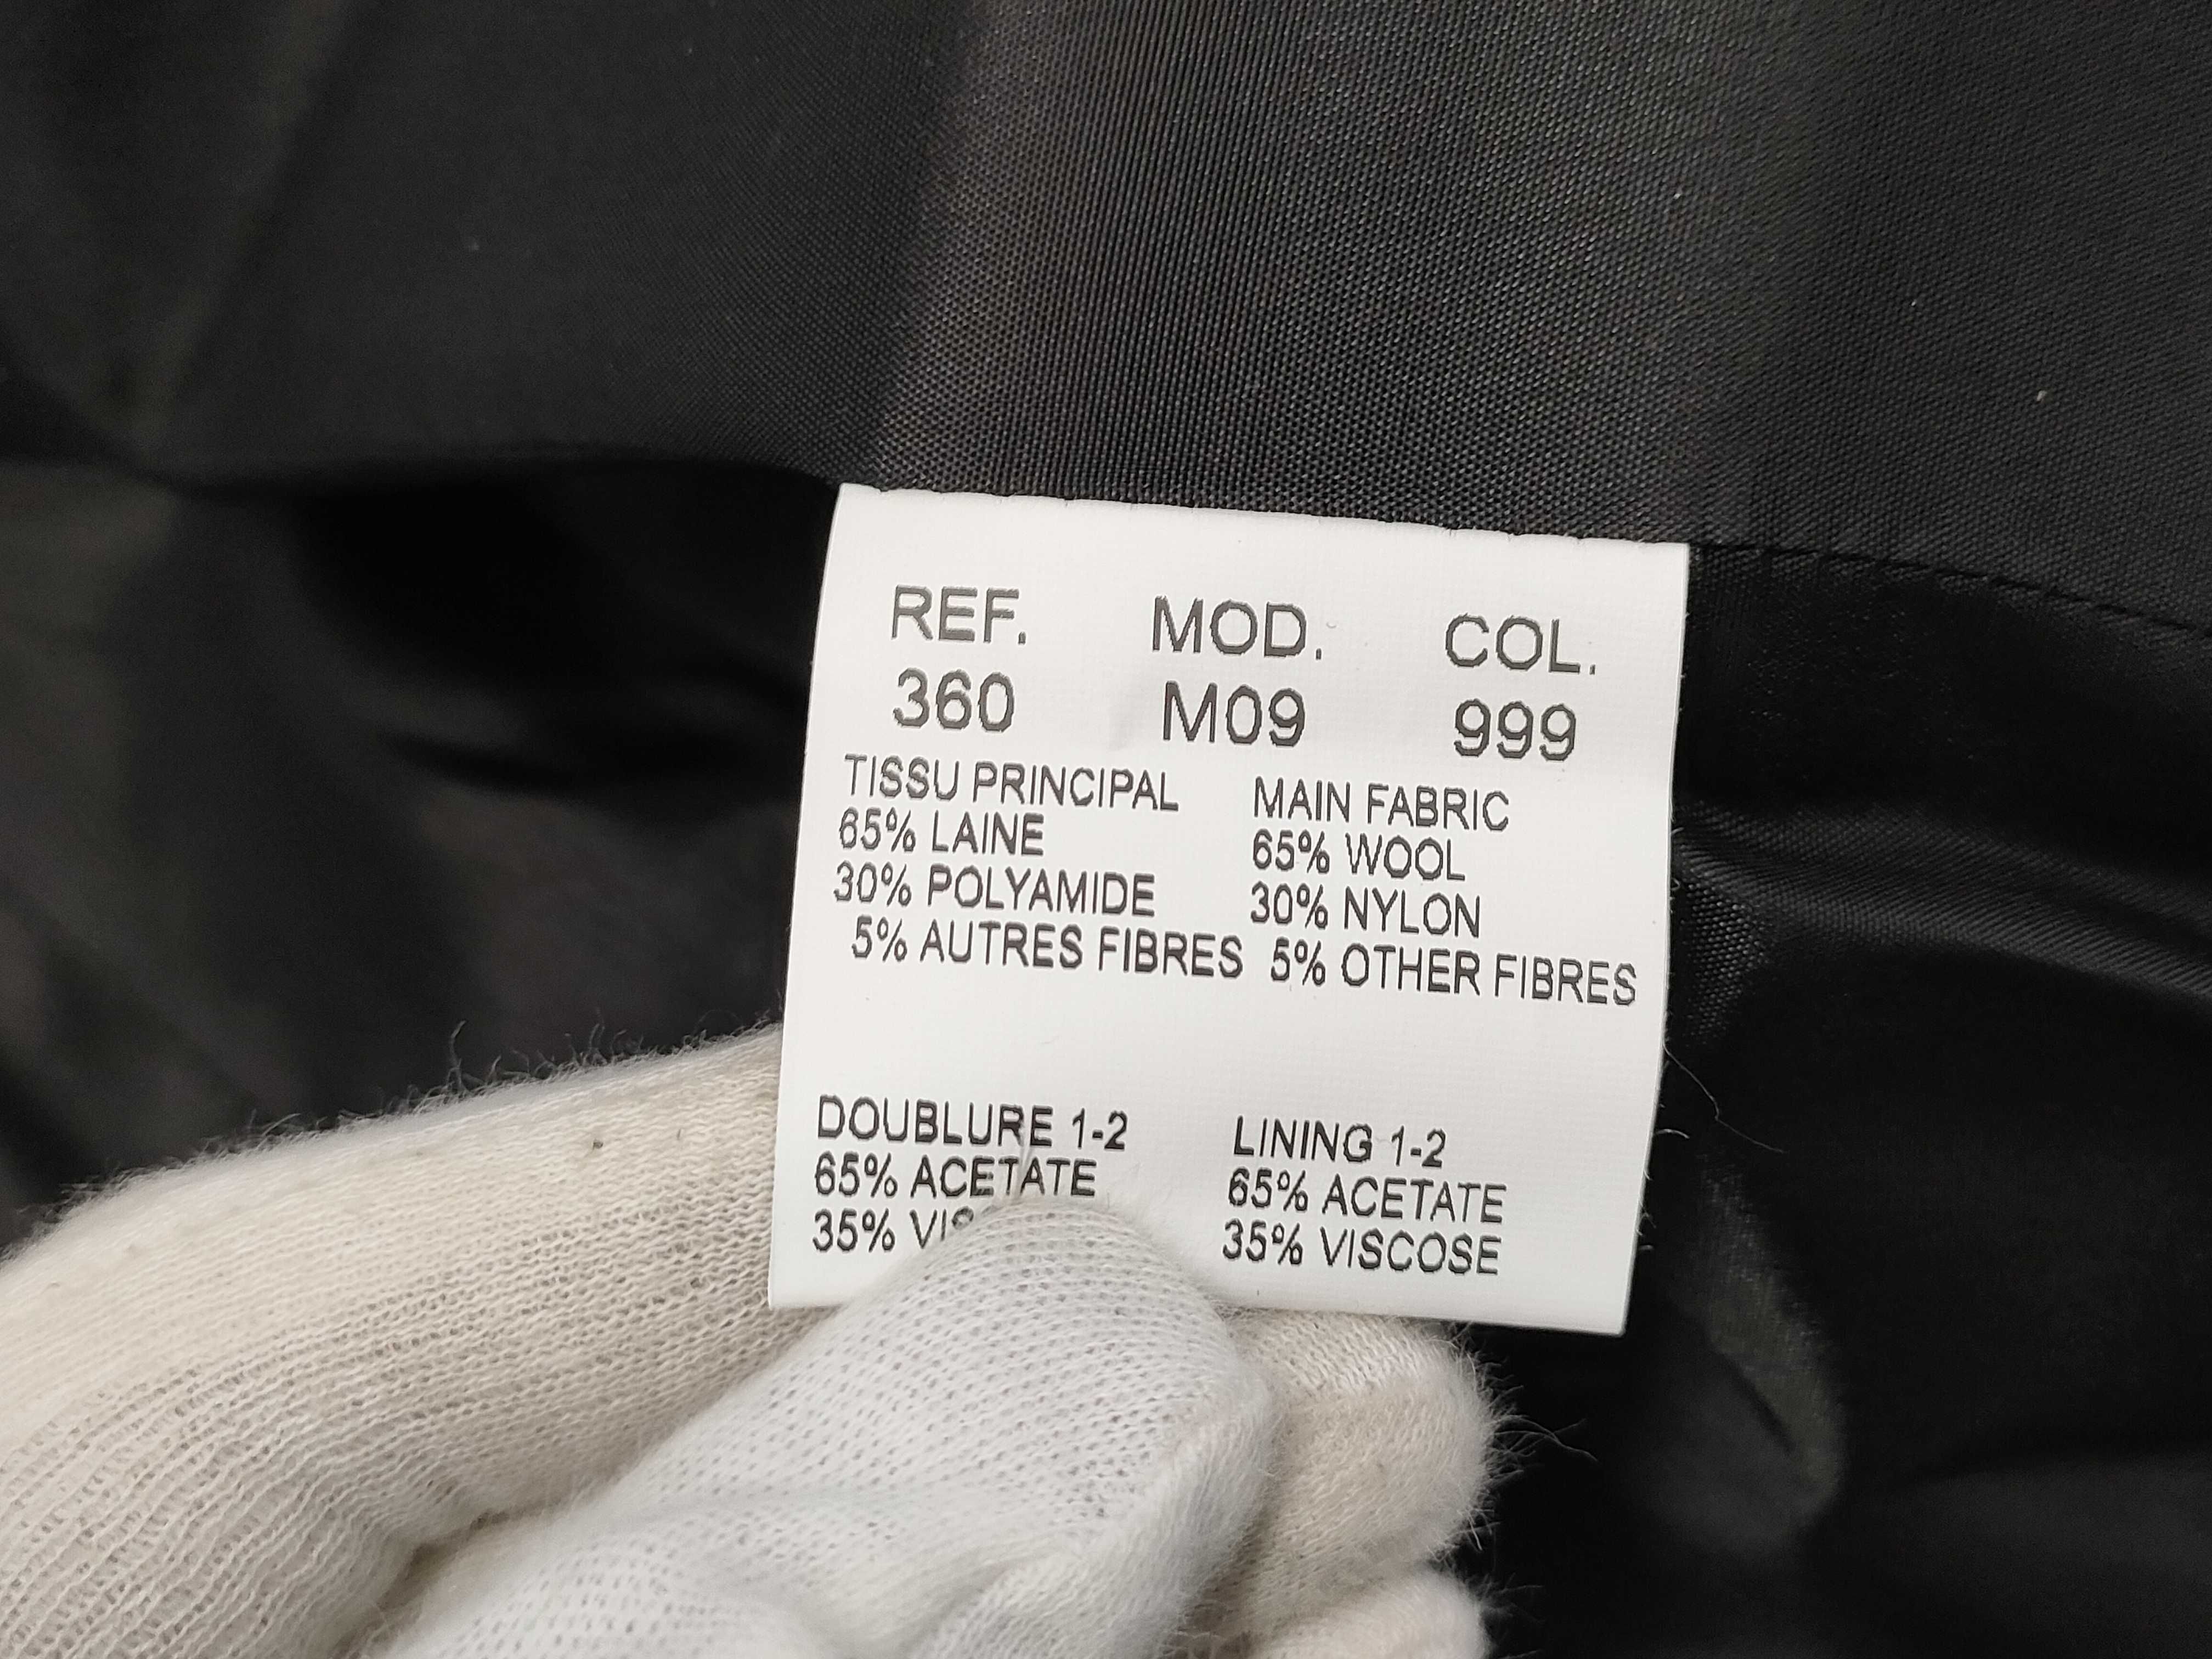 REF. MOD. COL.
360 M09 999
TISSU PRINCIPAL
65% LAINE
30% POLYAMIDE
5% AUTRES FIBRES
MAIN FABRIC
65% WOOL
30% NYLON
5% OTHER FIBRES
DOUBLURE 1-2
65% ACETATE
35%
LINING 1-2
65% ACETATE
35% VISCOSE